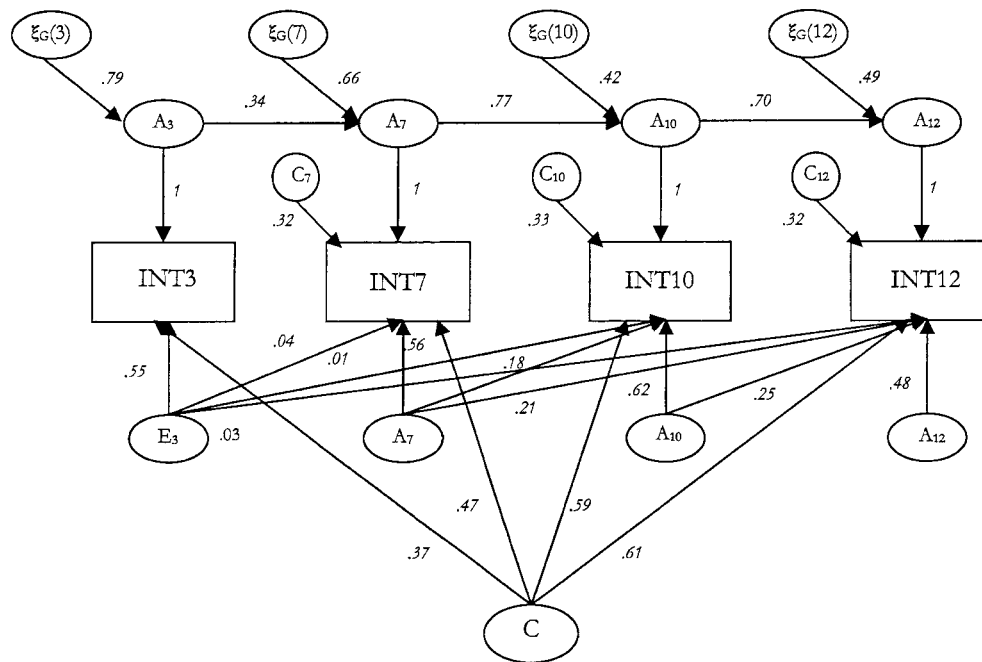 ξG(3) ξG(7) ξG(10) ξG(12)
.79 .66 .42 .49
.34 .77 .70
A3 A7 A10 A12
C7 C10 C12
1 1 1 1
.32 .33 .32
INT3 INT7 INT10 INT12
.04 .56
.55 .01 .18 .62 .25 .48
.21
E3 .03 A7 A10 A12
.47 .59
.37 .61
C